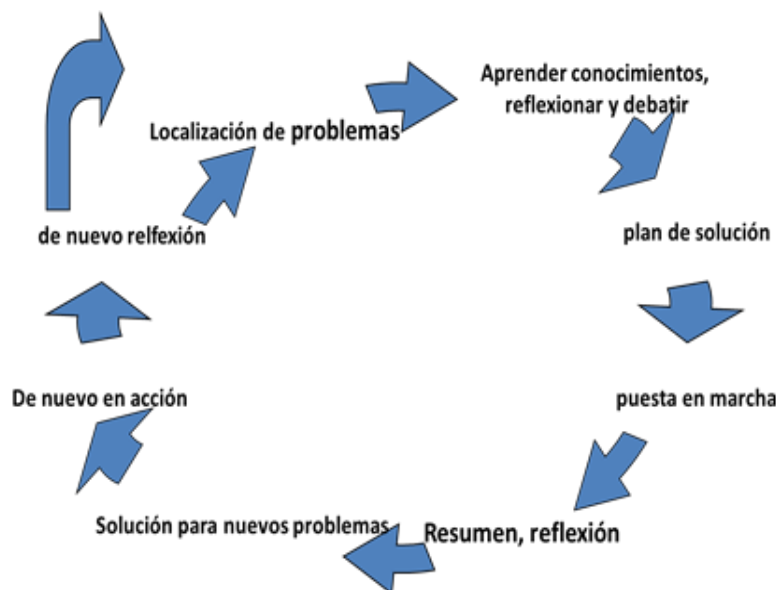 Aprender conocimientos,
reflexionar y debatir
Localización de problemas
plan de solución
de nuevo relfexión
puesta en marcha
De nuevo en acción
Resumen, reflexión
Solución para nuevos problemas